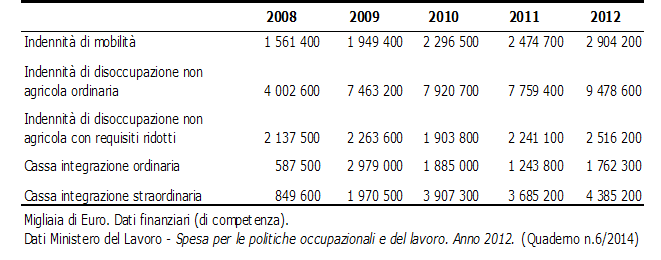 2008 2009 2010 2011 2012
Indennità di mobilità 1 561 400 1 949 400 2 296 500 2 474 700 2 904 200
Indennità di disoccupazione non
agricola ordinaria 4 002 600 7 463 200 7 920 700 7 759 400 9 478 600
Indennità di disoccupazione non
agricola con requisiti ridotti 2 137 500 2 263 600 1 903 800 2 241 100 2 516 200
Cassa integrazione ordinaria 587 500 2 979 000 1 885 000 1 243 800 1 762 300
Cassa integrazione straordinaria 849 600 1 970 500 3 907 300 3 685 200 4 385 200
Migliaia di Euro. Dati finanziari (di competenza).
Dati Ministero del Lavoro - Spesa per le politiche occupazionali e del lavoro. Anno 2012. (Quaderno n.6/2014)